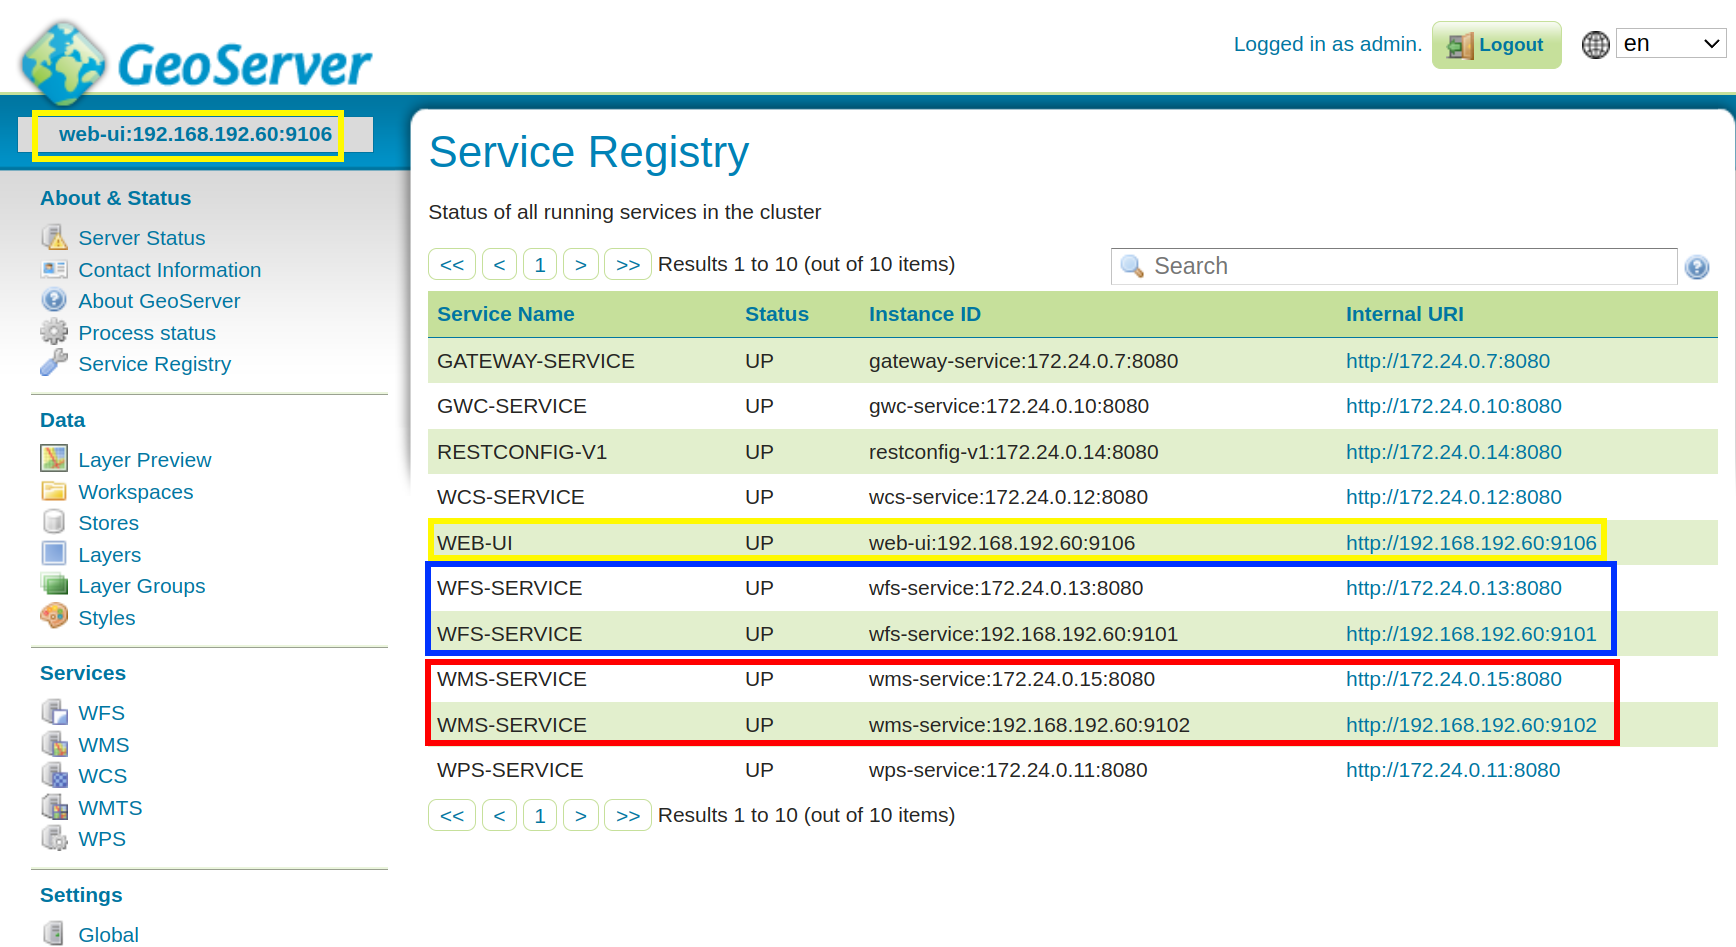 GeoServer
Logged in as admin. Logout en
web-ui:192.168.192.60:9106
About & Status
Server Status
Contact Information
About GeoServer
Process status
Service Registry
Data
Layer Preview
Workspaces
Stores
Layers
Layer Groups
Styles
Services
WFS
WMS
WCS
WMTS
WPS
Settings
Global
Service Registry
Status of all running services in the cluster
<< < 1 > >> Results 1 to 10 (out of 10 items) Search
Service Name Status Instance ID Internal URI
GATEWAY-SERVICE UP gateway-service:172.24.0.7:8080 http://172.24.0.7:8080
GWC-SERVICE UP gwc-service:172.24.0.10:8080 http://172.24.0.10:8080
RESTCONFIG-V1 UP restconfig-v1:172.24.0.14:8080 http://172.24.0.14:8080
WCS-SERVICE UP wcs-service:172.24.0.12:8080 http://172.24.0.12:8080
WEB-UI UP web-ui:192.168.192.60:9106 http://192.168.192.60:9106
WFS-SERVICE UP wfs-service:172.24.0.13:8080 http://172.24.0.13:8080
WFS-SERVICE UP wfs-service:192.168.192.60:9101 http://192.168.192.60:9101
WMS-SERVICE UP wms-service:172.24.0.15:8080 http://172.24.0.15:8080
WMS-SERVICE UP wms-service:192.168.192.60:9102 http://192.168.192.60:9102
WPS-SERVICE UP wps-service:172.24.0.11:8080 http://172.24.0.11:8080
<< < 1 > >> Results 1 to 10 (out of 10 items)